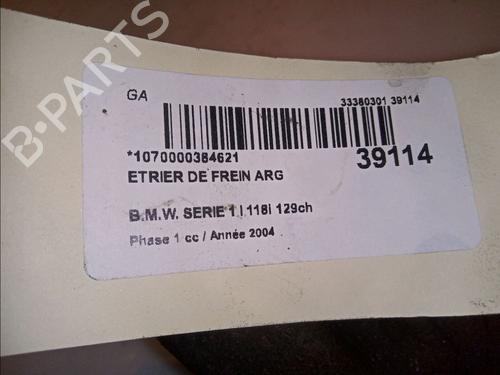 B-PARTS
GA
33380301 39114
*1070000384621
39114
ETRIER DE FREIN ARG
B.M.W. SERIE 1 I 118i 129ch
Phase 1 cc / Année 2004